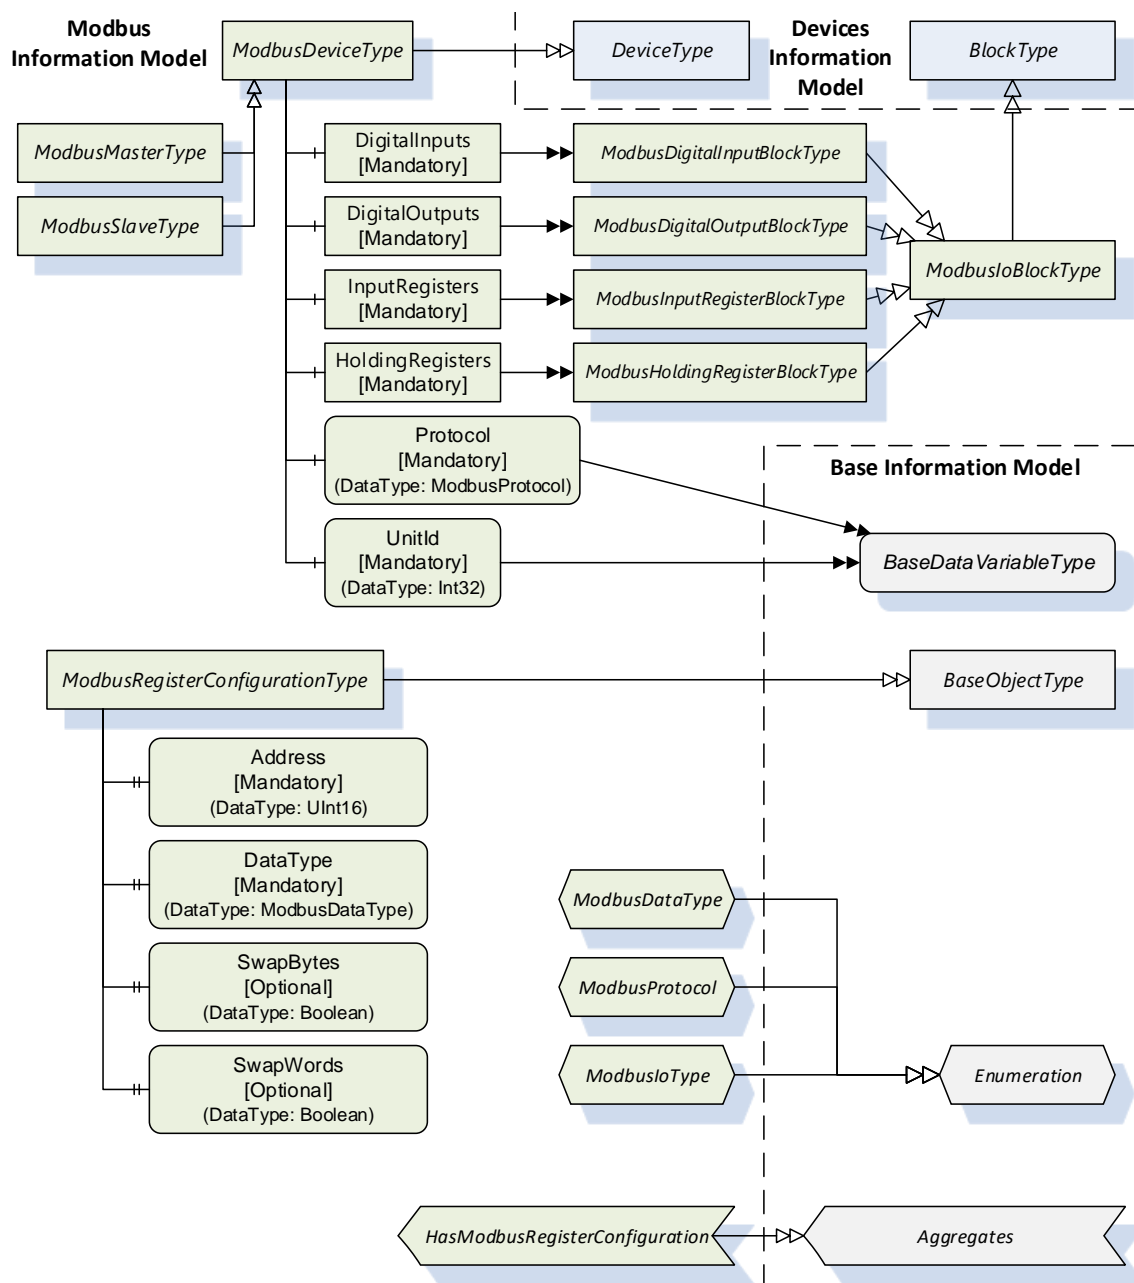 Modbus
Information Model
ModbusDeviceType
DeviceType
Devices
Information
Model
BlockType
ModbusMasterType
ModbusSlaveType
DigitalInputs
[Mandatory]
ModbusDigitalInputBlockType
DigitalOutputs
[Mandatory]
ModbusDigitalOutputBlockType
ModbusIoBlockType
InputRegisters
[Mandatory]
ModbusInputRegisterBlockType
HoldingRegisters
[Mandatory]
ModbusHoldingRegisterBlockType
Protocol
[Mandatory]
(DataType: ModbusProtocol)
Base Information Model
UnitId
[Mandatory]
(DataType: Int32)
BaseDataVariableType
ModbusRegisterConfigurationType
BaseObjectType
Address
[Mandatory]
(DataType: UInt16)
DataType
[Mandatory]
(DataType: ModbusDataType)
SwapBytes
[Optional]
(DataType: Boolean)
SwapWords
[Optional]
(DataType: Boolean)
ModbusDataType
ModbusProtocol
ModbusIoType
Enumeration
HasModbusRegisterConfiguration
Aggregates